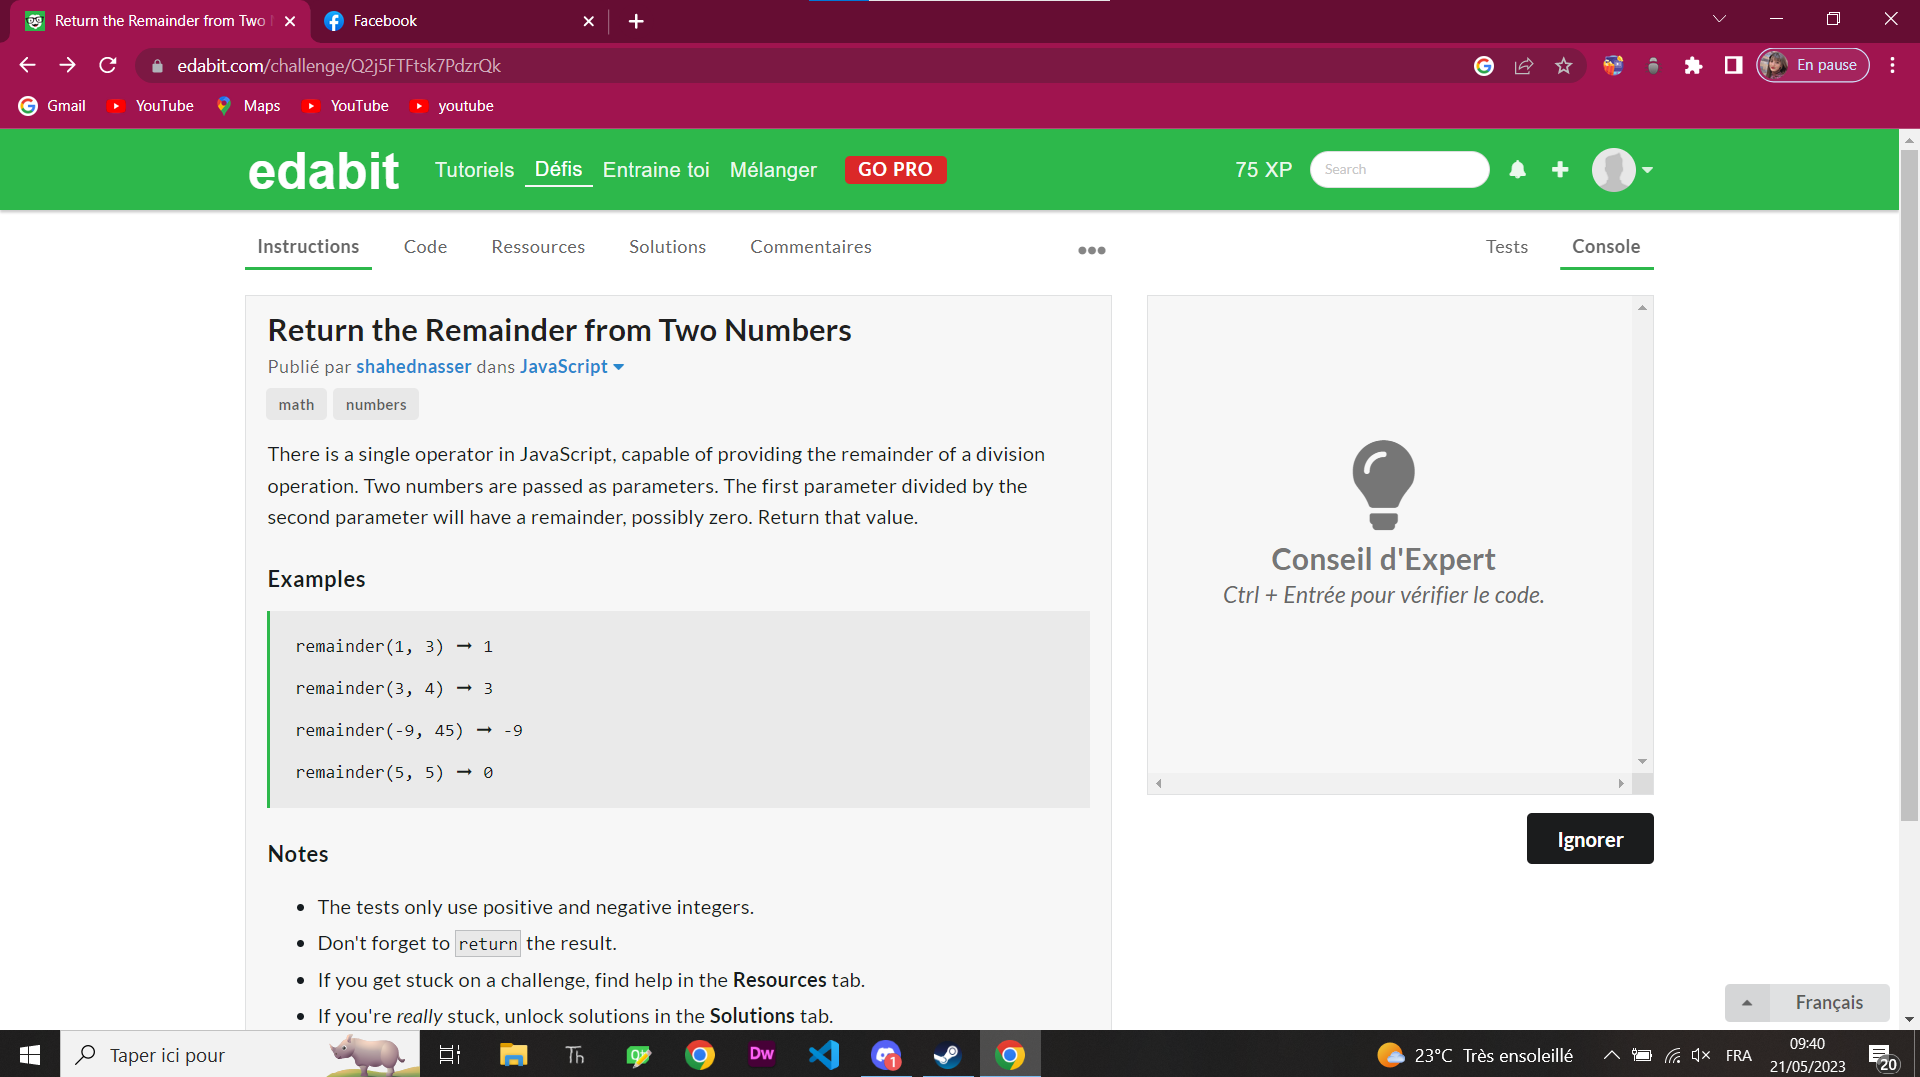 Return the Remainder from Two
Facebook
edabit.com/challenge/Q2j5FTFtsk7PdzrQk
En pause
Gmail
YouTube
Maps
YouTube
youtube
edabit
Tutoriels
Défis
Entraine toi
Mélanger
GO PRO
75 XP
Search
Instructions
Code
Ressources
Solutions
Commentaires
Tests
Console
Return the Remainder from Two Numbers
Publié par shahednasser dans JavaScript
math
numbers
There is a single operator in JavaScript, capable of providing the remainder of a division
operation. Two numbers are passed as parameters. The first parameter divided by the
second parameter will have a remainder, possibly zero. Return that value.
Examples
remainder(1, 3) ➞ 1
remainder(3, 4) ➞ 3
remainder(-9, 45) ➞ -9
remainder(5, 5) ➞ 0
Notes
• The tests only use positive and negative integers.
• Don't forget to return the result.
• If you get stuck on a challenge, find help in the Resources tab.
• If you're really stuck, unlock solutions in the Solutions tab.
Conseil d'Expert
Ctrl + Entrée pour vérifier le code.
Ignorer
Français
Taper ici pour
Th
Dw
1
23°C Très ensoleillé
FRA
09:40
21/05/2023
20